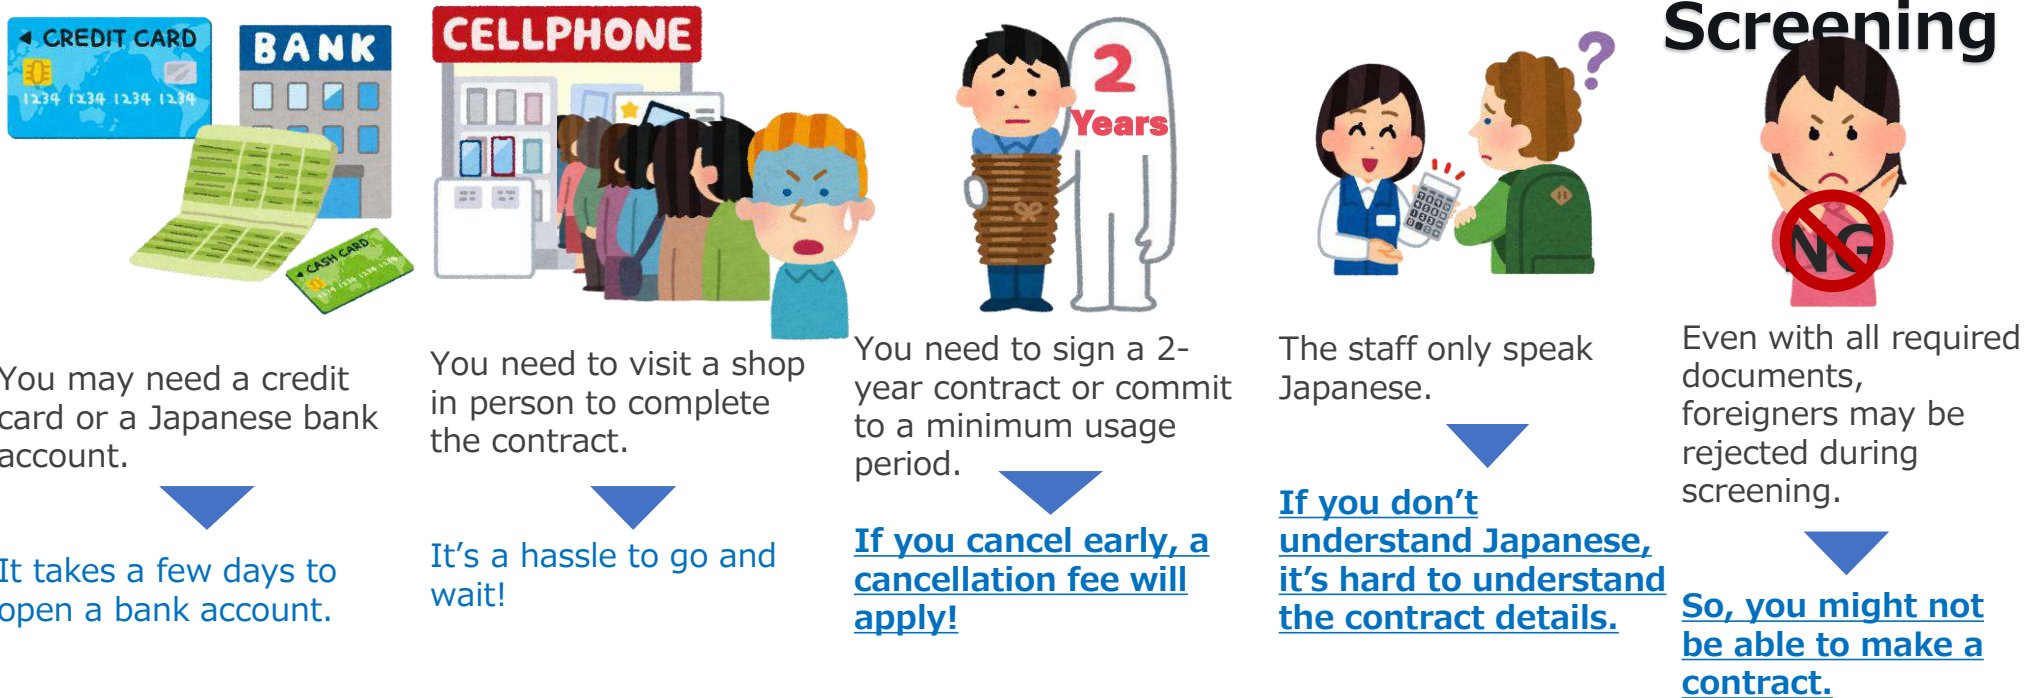 CREDIT CARD
1234 1234 1234 1234
BANK
CASH CARD
1234 1234 1234 1234
You may need a credit
card or a Japanese bank
account.
It takes a few days to
open a bank account.
CELLPHONE
You need to visit a shop
in person to complete
the contract.
It’s a hassle to go and
wait!
2
Years
You need to sign a 2-
year contract or commit
to a minimum usage
period.
If you cancel early, a
cancellation fee will
apply!
?
The staff only speak
Japanese.
If you don’t
understand Japanese,
it’s hard to understand
the contract details.
Screening
NG
Even with all required
documents,
foreigners may be
rejected during
screening.
So, you might not
be able to make a
contract.